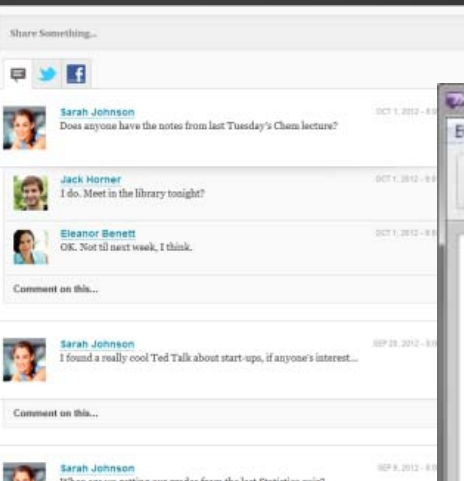 Share Something...
Sarah Johnson
OCT 1, 2012 -
Does anyone have the notes from last Tuesday's Chem lecture?
Jack Horner
OCT 1, 2012 -
I do. Meet in the library tonight?
Eleanor Benett
OCT 1, 2012 -
OK. Not til next week, I think.
Comment on this...
Sarah Johnson
SEP 28, 2012 -
I found a really cool Ted Talk about start-ups, if anyone's interest...
Comment on this...
Sarah Johnson
SEP 9, 2012 -